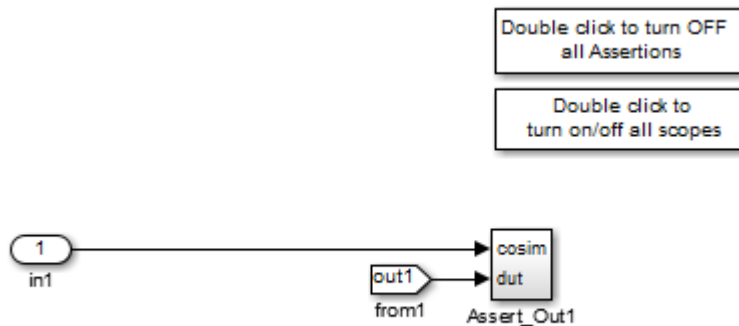 Double click to turn OFF
all Assertions
Double click to
turn on/off all scopes
1
in1
out1
from1
cosim
dut
Assert_Out1